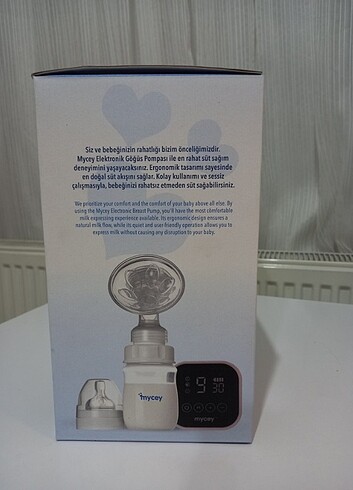 Siz ve bebeğinizin rahatlığı bizim önceliğimizdir.
Mycey Elektronik Göğüs Pompası ile en rahat süt sağım
deneyimini yaşayacaksınız. Ergonomik tasarımı sayesinde
en doğal süt akışını sağlar. Kolay kullanımı ve sessiz
çalışmasıyla, bebeğinizi rahatsız etmeden süt sağabilirsiniz.
We prioritize your comfort and the comfort of your baby above all else. By
using the Mycey Electronic Breast Pump, you'll have the most comfortable
milk expressing experience available. Its ergonomic design ensures a
natural milk flow, while its quiet and user-friendly operation allows you to
express milk without causing any disruption to your baby.
mycey
9
30
mycey